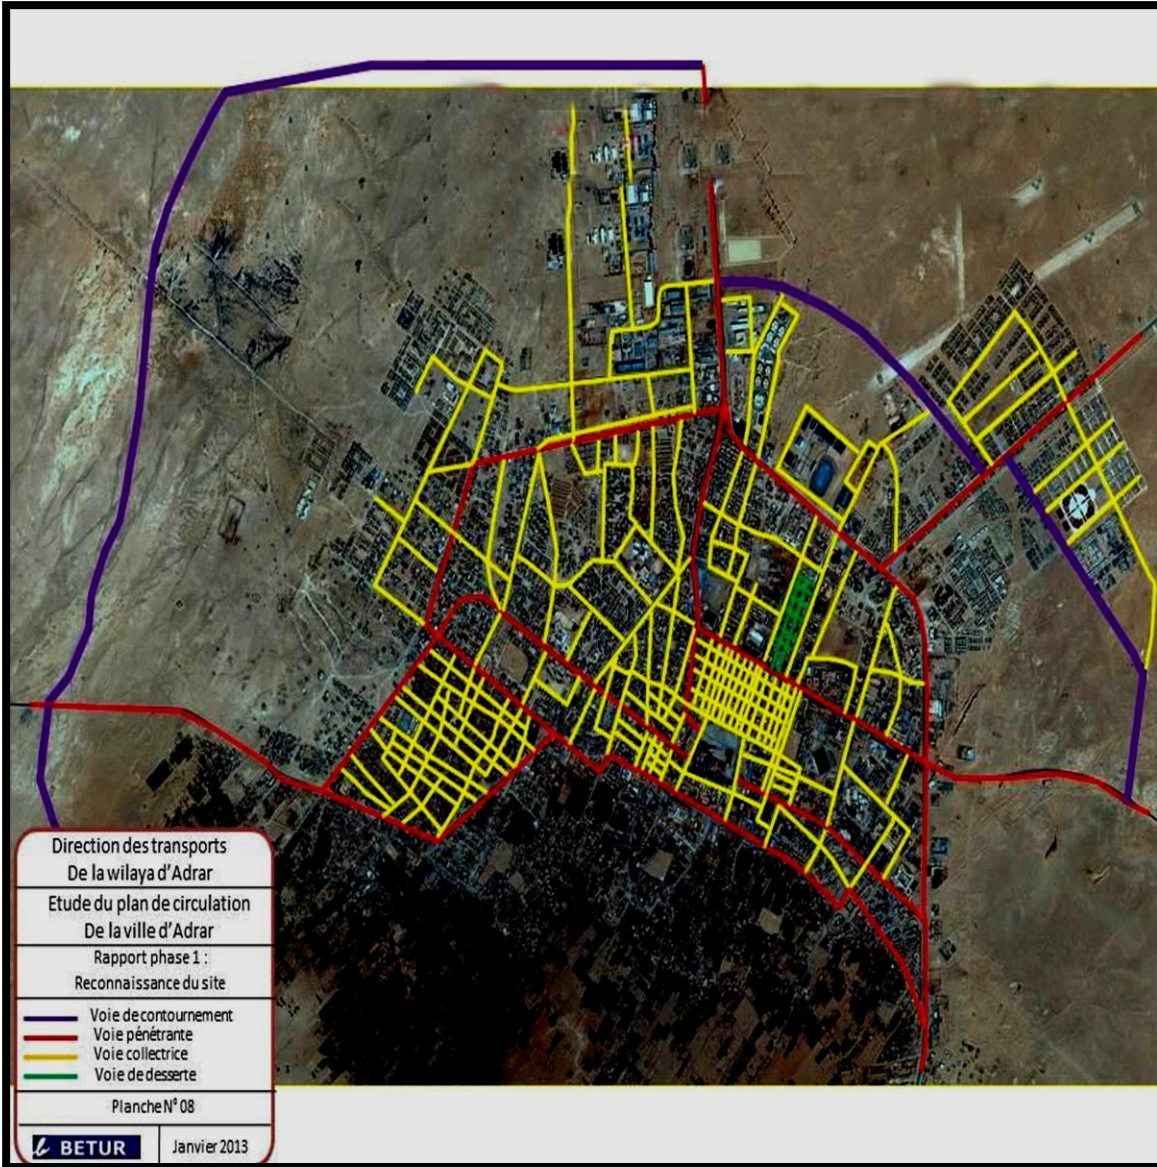 Direction des transports
De la wilaya d'Adrar
Etude du plan de circulation
De la ville d'Adrar
Rapport phase 1 :
Reconnaissance du site
Voie de contournement
Voie pénétrante
Voie collectrice
Voie de desserte
Planche N° 08
b BETUR
Janvier 2013